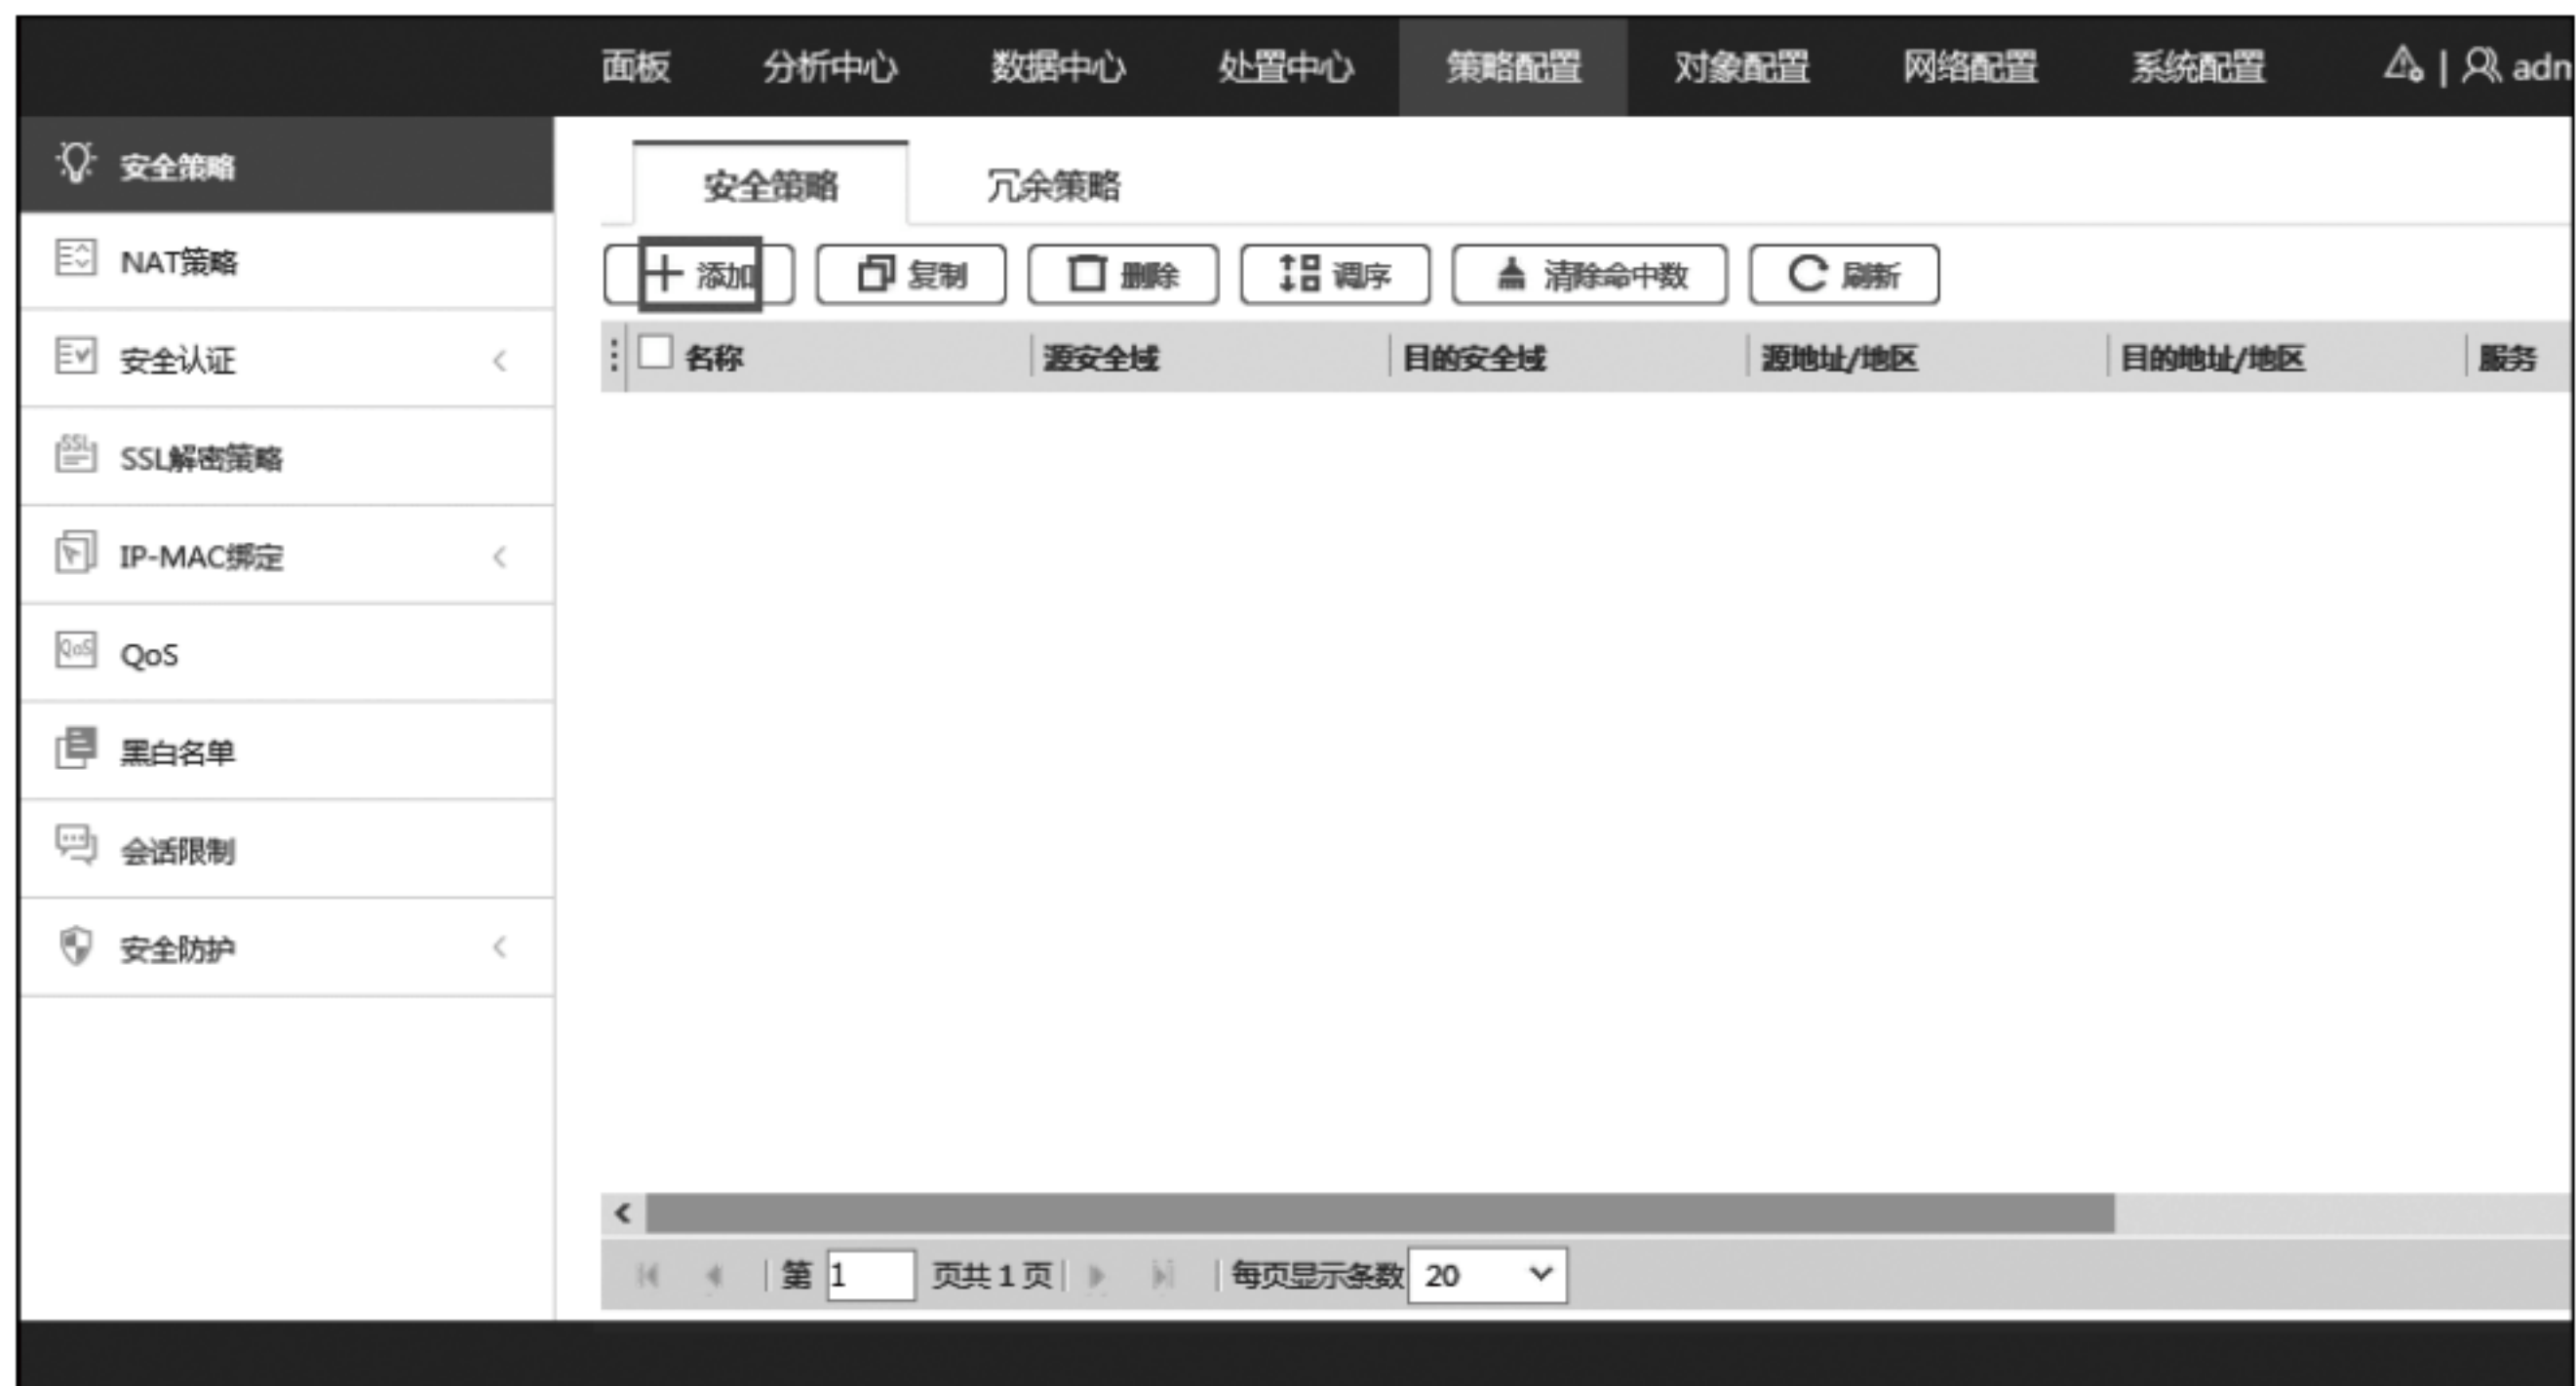 面板 分析中心 数据中心 处置中心 策略配置 对象配置 网络配置 系统配置 | adn
安全策略
NAT策略
安全认证
SSL解密策略
IP-MAC绑定
QoS
黑白名单
会话限制
安全防护
安全策略 冗余策略
添加 复制 删除 调序 清除命中数 刷新
名称 源安全域 目的安全域 源地址/地区 目的地址/地区 服务
第 1 页共 1 页 每页显示条数 20